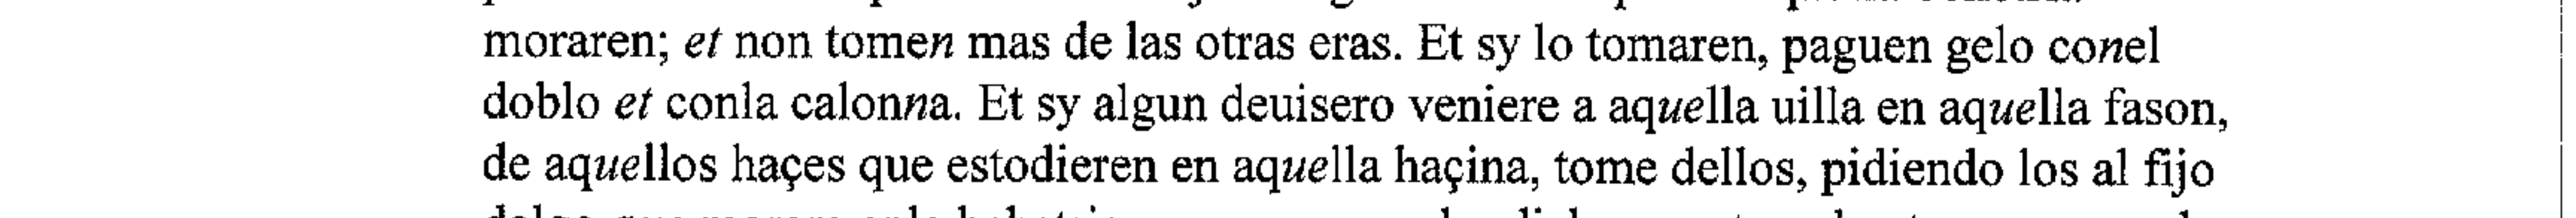 moraren; et non tomen mas de las otras eras. Et sy lo tomaren, paguen gelo conel
doblo et conla calonna. Et sy algun deuisero veniere a aquella uilla en aquella fason,
de aquellos haçes que estodieren en aquella haçina, tome dellos, pidiendo los al fijo